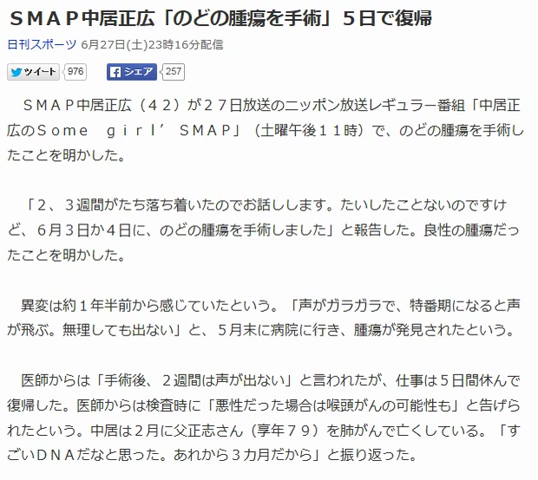 ＳＭＡＰ中居正広「のどの腫瘍を手術」５日で復帰
日刊スポーツ 6月27日(土)23時16分配信
ツイート 976 シェア 257
　ＳＭＡＰ中居正広（４２）が２７日放送のニッポン放送レギュラー番組「中居正
広のＳｏｍｅ　ｇｉｒｌ’　ＳＭＡＰ」（土曜午後１１時）で、のどの腫瘍を手術し
たことを明かした。
　「２、３週間がたち落ち着いたのでお話しします。たいしたことないのですけ
ど、６月３日か４日に、のどの腫瘍を手術しました」と報告した。良性の腫瘍だっ
たことを明かした。
　異変は約１年半前から感じていたという。「声がガラガラで、特番期になると声
が飛ぶ。無理しても出ない」と、５月末に病院に行き、腫瘍が発見されたという。
　医師からは「手術後、２週間は声が出ない」と言われたが、仕事は５日間休んで
復帰した。医師からは検査時に「悪性だった場合は喉頭がんの可能性も」と告げら
れたという。中居は２月に父正志さん（享年７９）を肺がんで亡くしている。「す
ごいＤＮＡだなと思った。あれから３カ月だから」と振り返った。